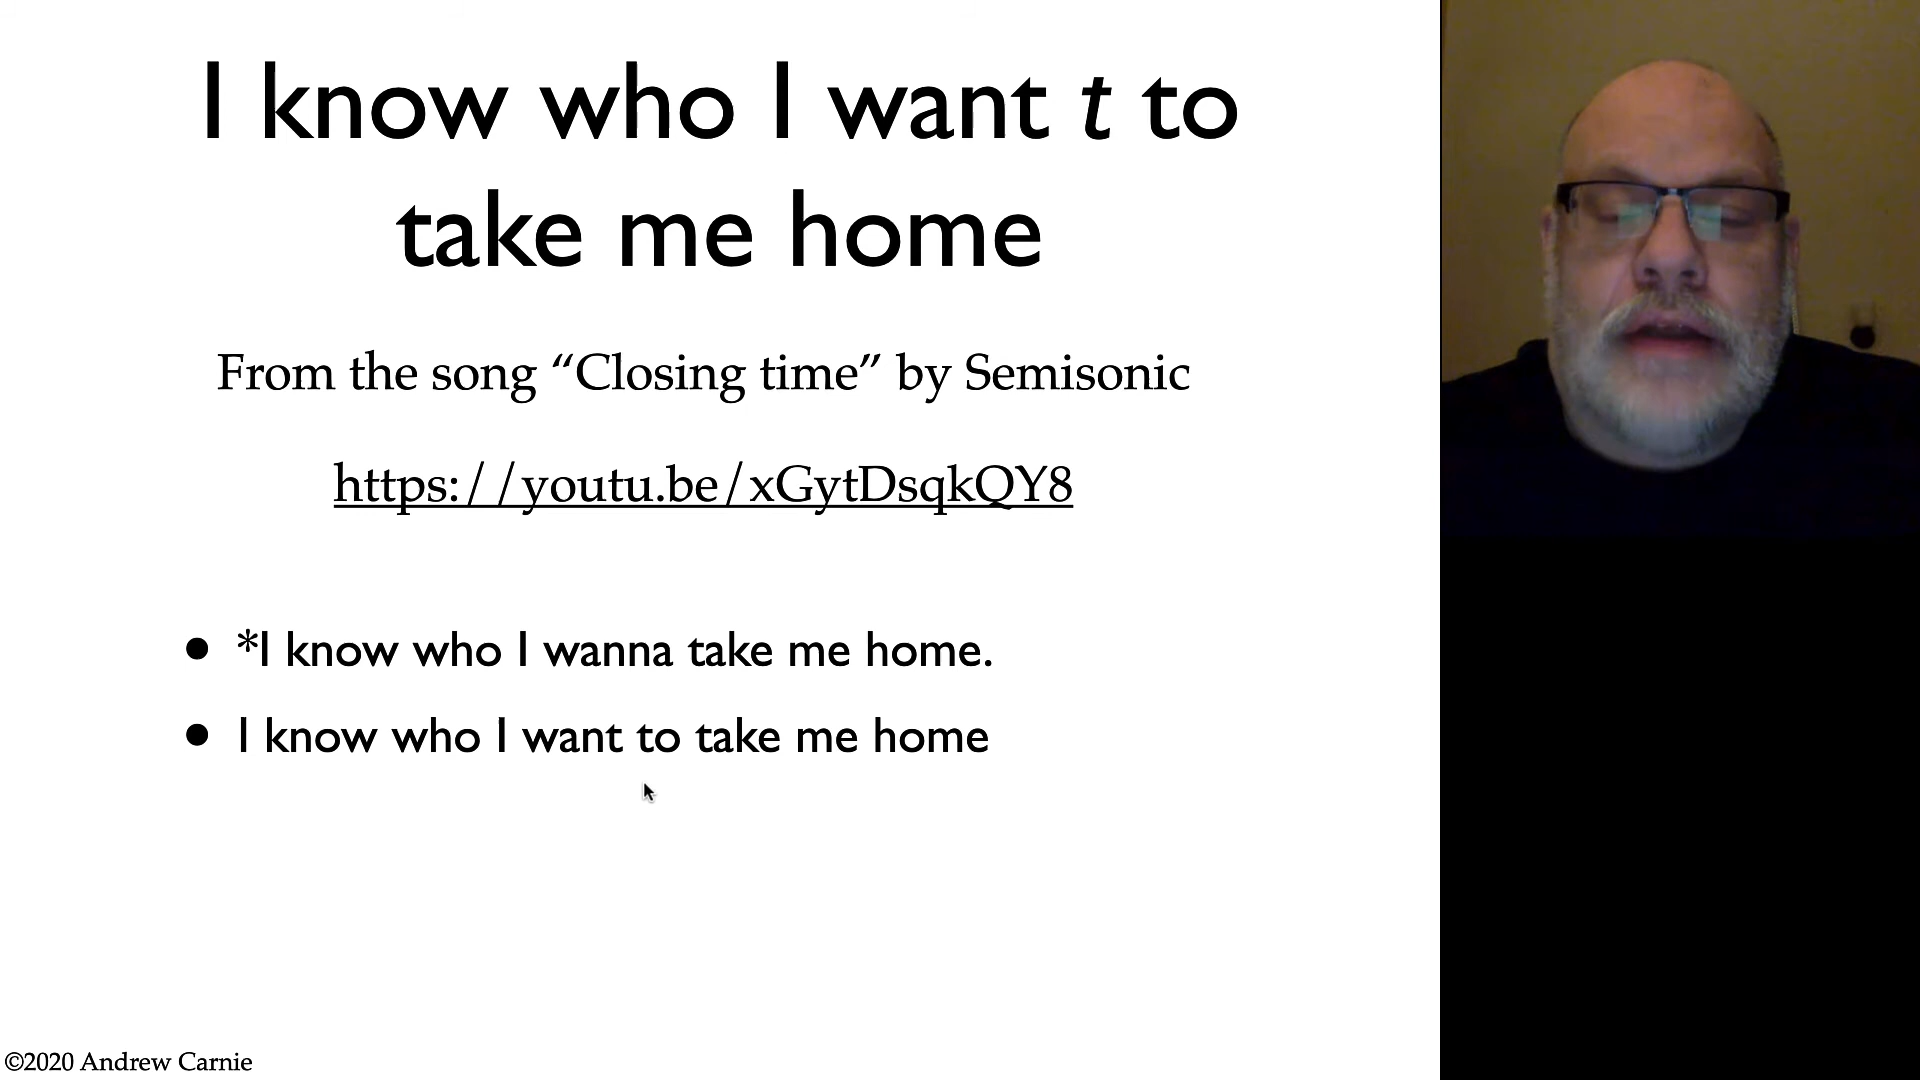 I know who I want t to
take me home
From the song “Closing time” by Semisonic
https://youtu.be/xGytDsqkQY8
• *I know who I wanna take me home.
• I know who I want to take me home
©2020 Andrew Carnie